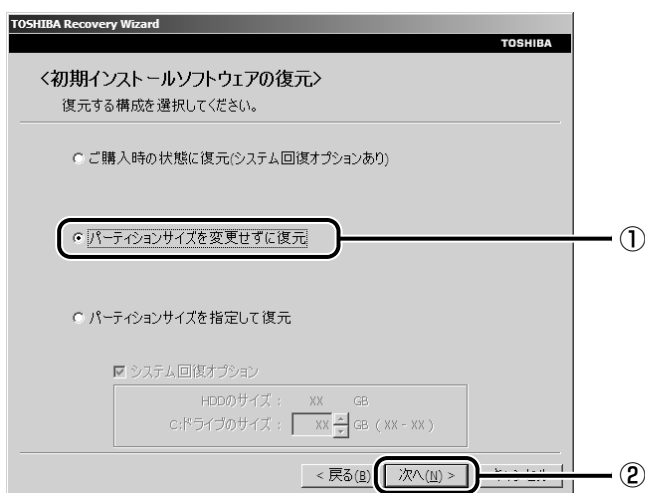 TOSHIBA Recovery Wizard
TOSHIBA
<初期インストールソフトウェアの復元>
復元する構成を選択してください。
ご購入時の状態に復元(システム回復オプションあり)
パーティションサイズを変更せずに復元
①
パーティションサイズを指定して復元
システム回復オプション
HDDのサイズ： XX GB
C:ドライブのサイズ： XX GB ( XX - XX )
< 戻る(B) 次へ(N) > ②